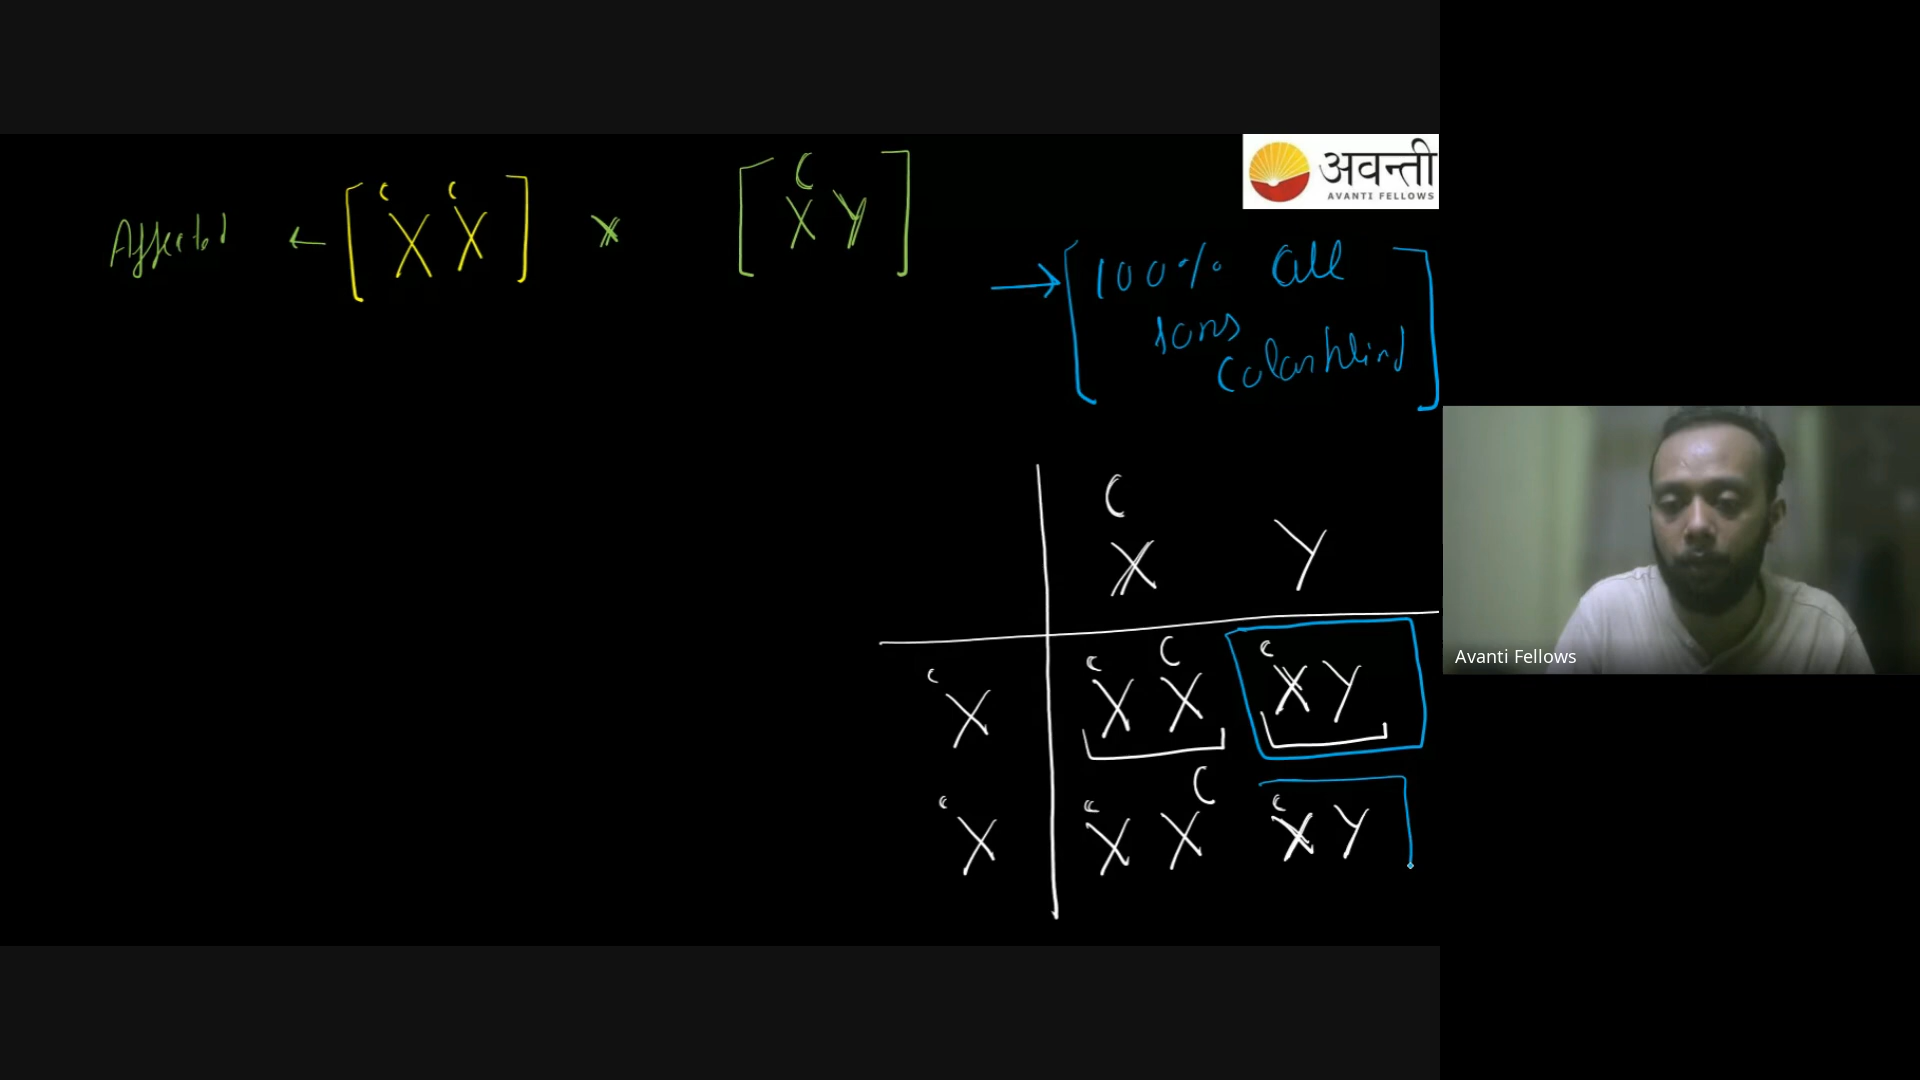 Affected ← [XᶜXᶜ] × [XᶜY]
अवन्ती
AVANTI FELLOWS
→ [100% all
sons
Colorblind]
Xᶜ Y
Xᶜ XᶜXᶜ XᶜY
Xᶜ XᶜXᶜ XᶜY
Avanti Fellows